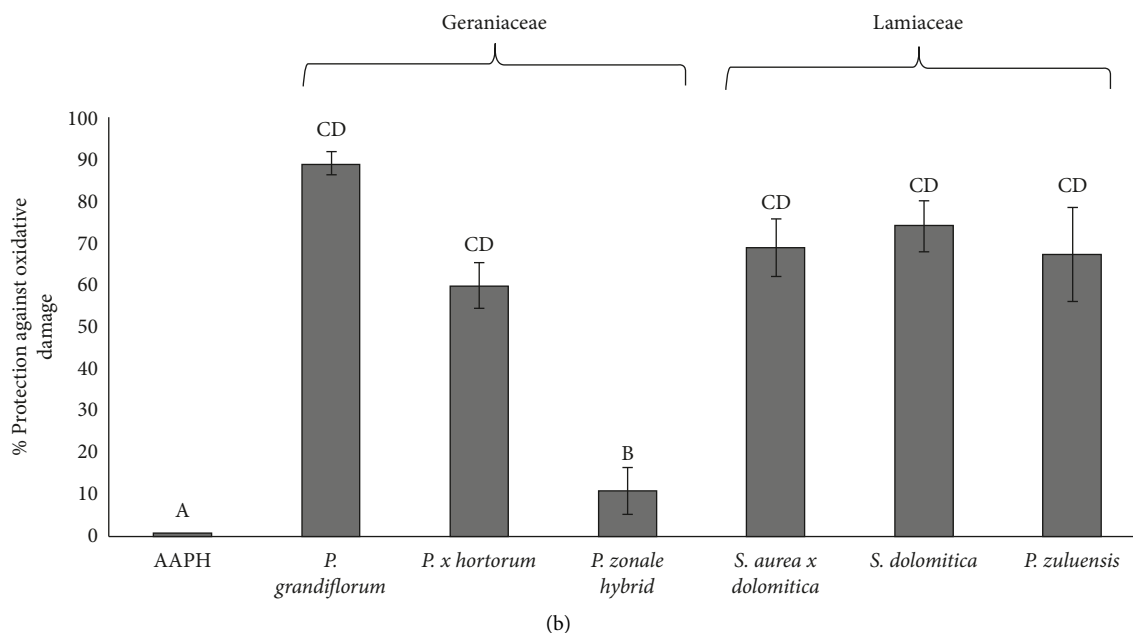 Geraniaceae
Lamiaceae
% Protection against oxidative
damage
100
90
80
70
60
50
40
30
20
10
0
A
CD
CD
B
CD
CD
CD
AAPH
P.
grandiflorum
P. x hortorum
P. zonale
hybrid
S. aurea x
dolomitica
S. dolomitica
P. zuluensis
(b)